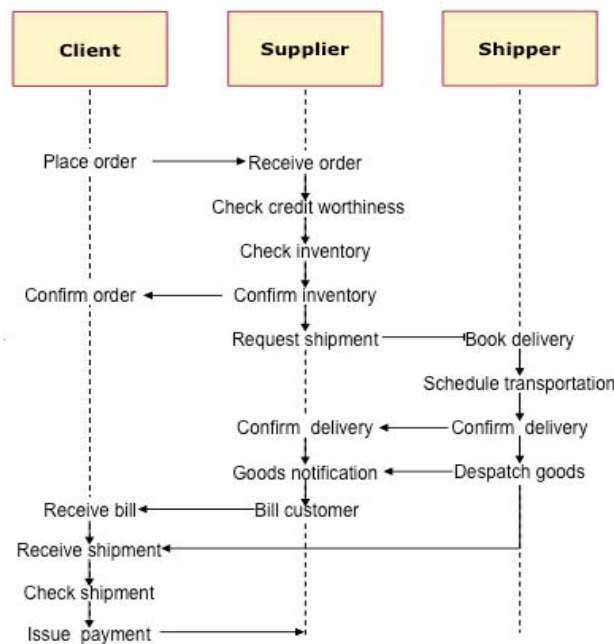 Client Supplier Shipper
Place order Receive order
Check credit worthiness
Check inventory
Confirm order Confirm inventory
Request shipment Book delivery
Schedule transportation
Confirm delivery Confirm delivery
Goods notification Despatch goods
Receive bill Bill customer
Receive shipment
Check shipment
Issue payment